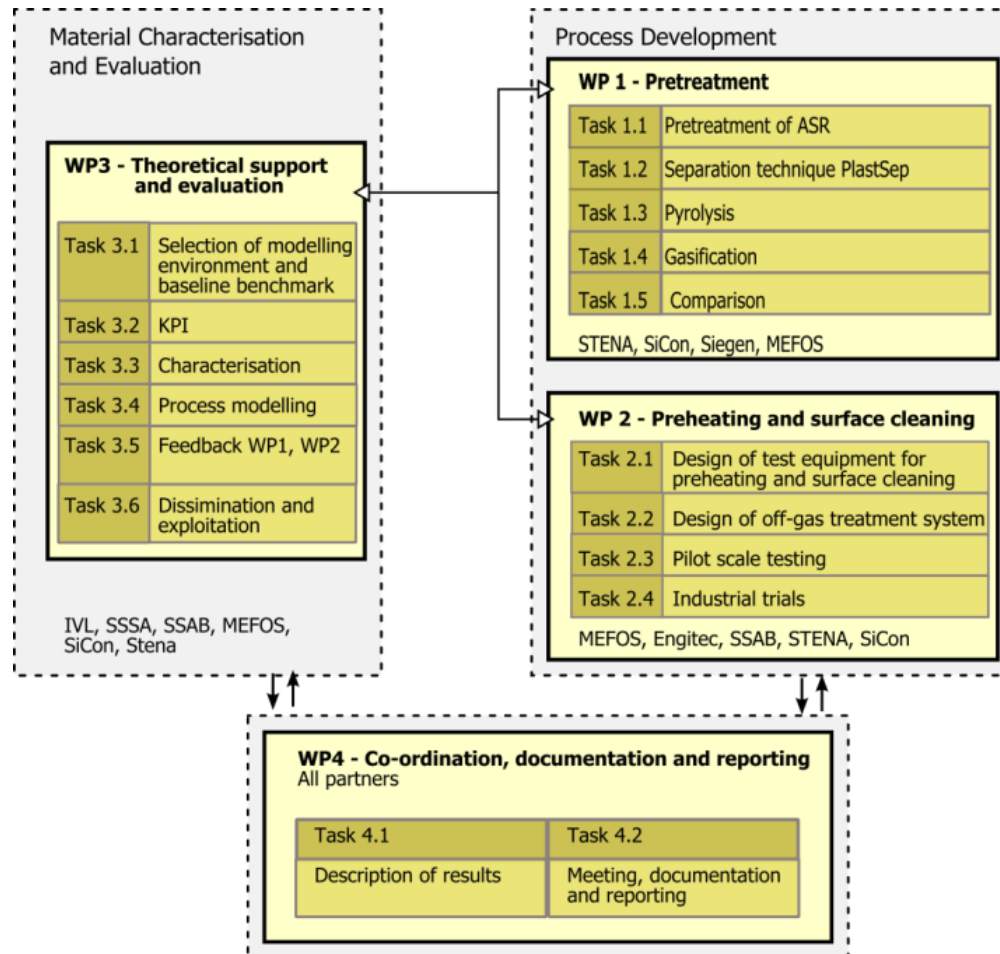 Material Characterisation
and Evaluation
WP3 - Theoretical support
and evaluation
Task 3.1 Selection of modelling
environment and
baseline benchmark
Task 3.2 KPI
Task 3.3 Characterisation
Task 3.4 Process modelling
Task 3.5 Feedback WP1, WP2
Task 3.6 Dissimination and
exploitation
IVL, SSSA, SSAB, MEFOS,
SiCon, Stena
Process Development
WP 1 - Pretreatment
Task 1.1 Pretreatment of ASR
Task 1.2 Separation technique PlastSep
Task 1.3 Pyrolysis
Task 1.4 Gasification
Task 1.5 Comparison
STENA, SiCon, Siegen, MEFOS
WP 2 - Preheating and surface cleaning
Task 2.1 Design of test equipment for
preheating and surface cleaning
Task 2.2 Design of off-gas treatment system
Task 2.3 Pilot scale testing
Task 2.4 Industrial trials
MEFOS, Engitec, SSAB, STENA, SiCon
WP4 - Co-ordination, documentation and reporting
All partners
Task 4.1 Task 4.2
Description of results Meeting, documentation
and reporting